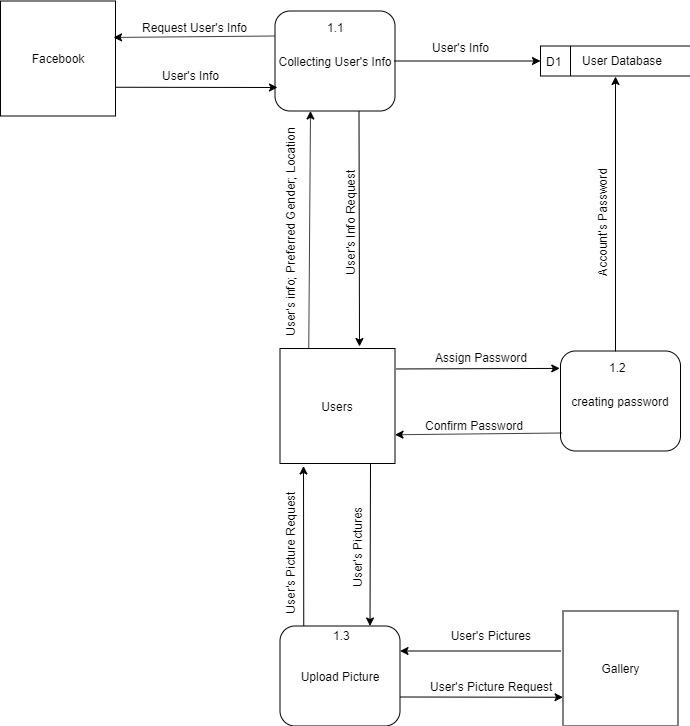 Request User's Info
1.1
Facebook
Collecting User's Info
User's Info
D1
User Database
User's Info
User's info; Preferred Gender; Location
User's Info Request
Account's Password
Assign Password
1.2
Users
creating password
Confirm Password
User's Picture Request
User's Pictures
1.3
User's Pictures
Upload Picture
Gallery
User's Picture Request